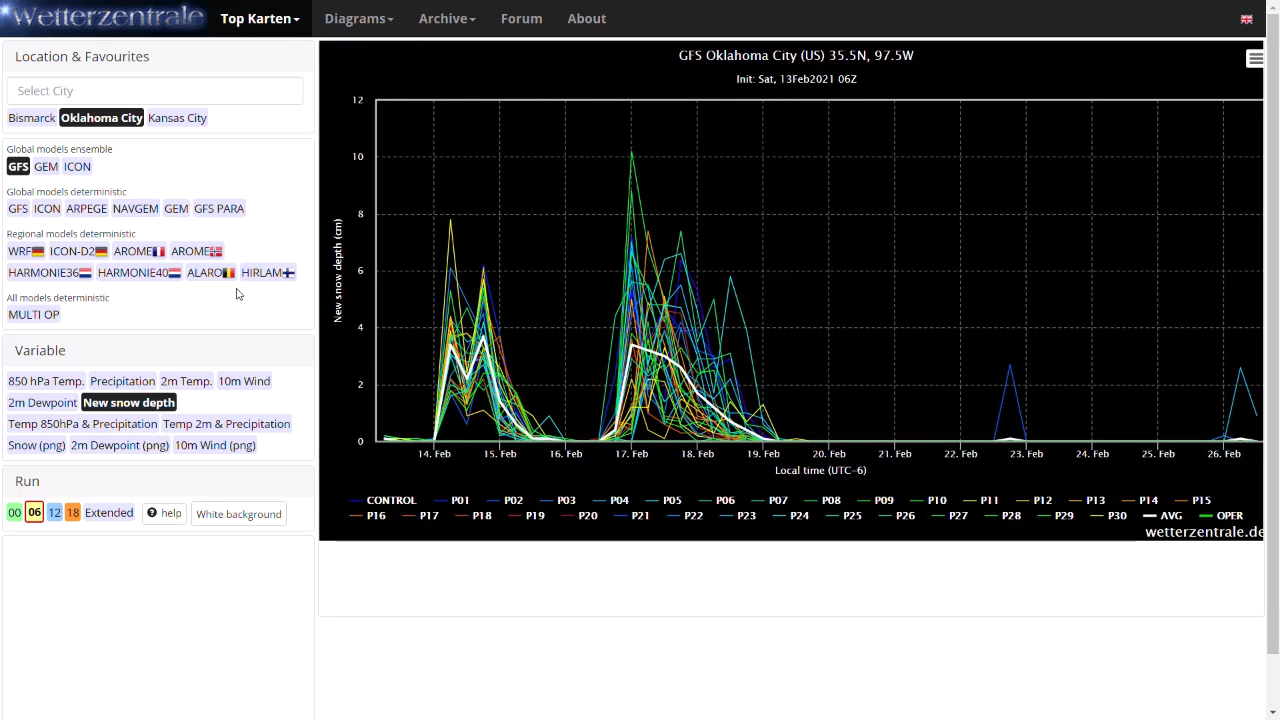 Wetterzentrale Top Karten Diagrams Archive Forum About
Location & Favourites
Select City
Bismarck Oklahoma City Kansas City
Global models ensemble
GFS GEM ICON
Global models deterministic
GFS ICON ARPEGE NAVGEM GEM GFS PARA
Regional models deterministic
WRF ICON-D2 AROME AROME
HARMONIE36 HARMONIE40 ALARO HIRLAM
All models deterministic
MULTI OP
Variable
850 hPa Temp. Precipitation 2m Temp. 10m Wind
2m Dewpoint New snow depth
Temp 850hPa & Precipitation Temp 2m & Precipitation
Snow (png) 2m Dewpoint (png) 10m Wind (png)
Run
00 06 12 18 Extended help White background
GFS Oklahoma City (US) 35.5N, 97.5W
Init: Sat, 13Feb2021 06Z
New snow depth (cm)
12
10
8
6
4
2
0
14. Feb 15. Feb 16. Feb 17. Feb 18. Feb 19. Feb 20. Feb 21. Feb 22. Feb 23. Feb 24. Feb 25. Feb 26. Feb
Local time (UTC-6)
CONTROL P01 P02 P03 P04 P05 P06 P07 P08 P09 P10 P11 P12 P13 P14 P15
P16 P17 P18 P19 P20 P21 P22 P23 P24 P25 P26 P27 P28 P29 P30 AVG OPER
wetterzentrale.de